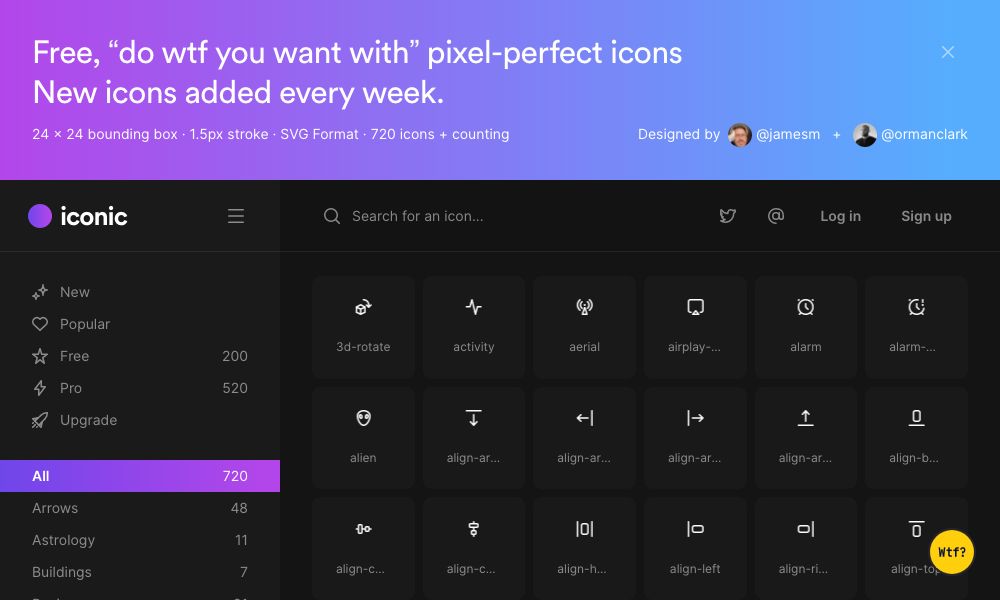 Free, “do wtf you want with” pixel-perfect icons
New icons added every week.
24 × 24 bounding box · 1.5px stroke · SVG Format · 720 icons + counting
Designed by @jamesm + @ormanclark
iconic
Search for an icon...
Log in
Sign up
New
Popular
Free 200
Pro 520
Upgrade
All 720
Arrows 48
Astrology 11
Buildings 7
3d-rotate
activity
aerial
airplay-...
alarm
alarm-...
alien
align-ar...
align-ar...
align-ar...
align-ar...
align-b...
align-c...
align-c...
align-h...
align-left
align-ri...
align-top
Wtf?